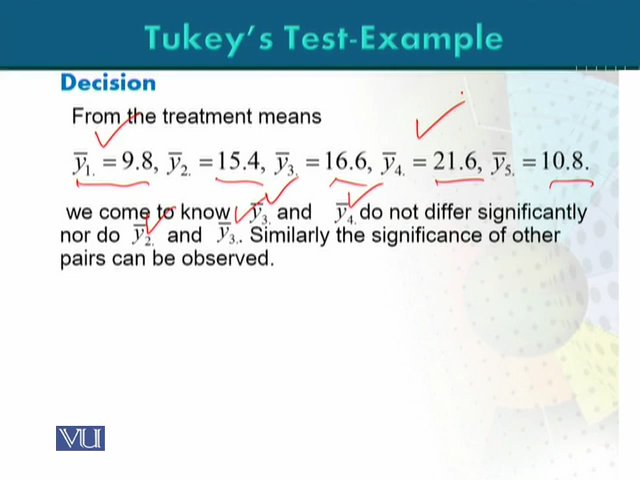 Tukey's Test-Example
Decision
From the treatment means
ȳ₁. = 9.8, ȳ₂. = 15.4, ȳ₃. = 16.6, ȳ₄. = 21.6, ȳ₅. = 10.8.
we come to know ȳ₃. and ȳ₄. do not differ significantly
nor do ȳ₂. and ȳ₃.. Similarly the significance of other
pairs can be observed.
VU